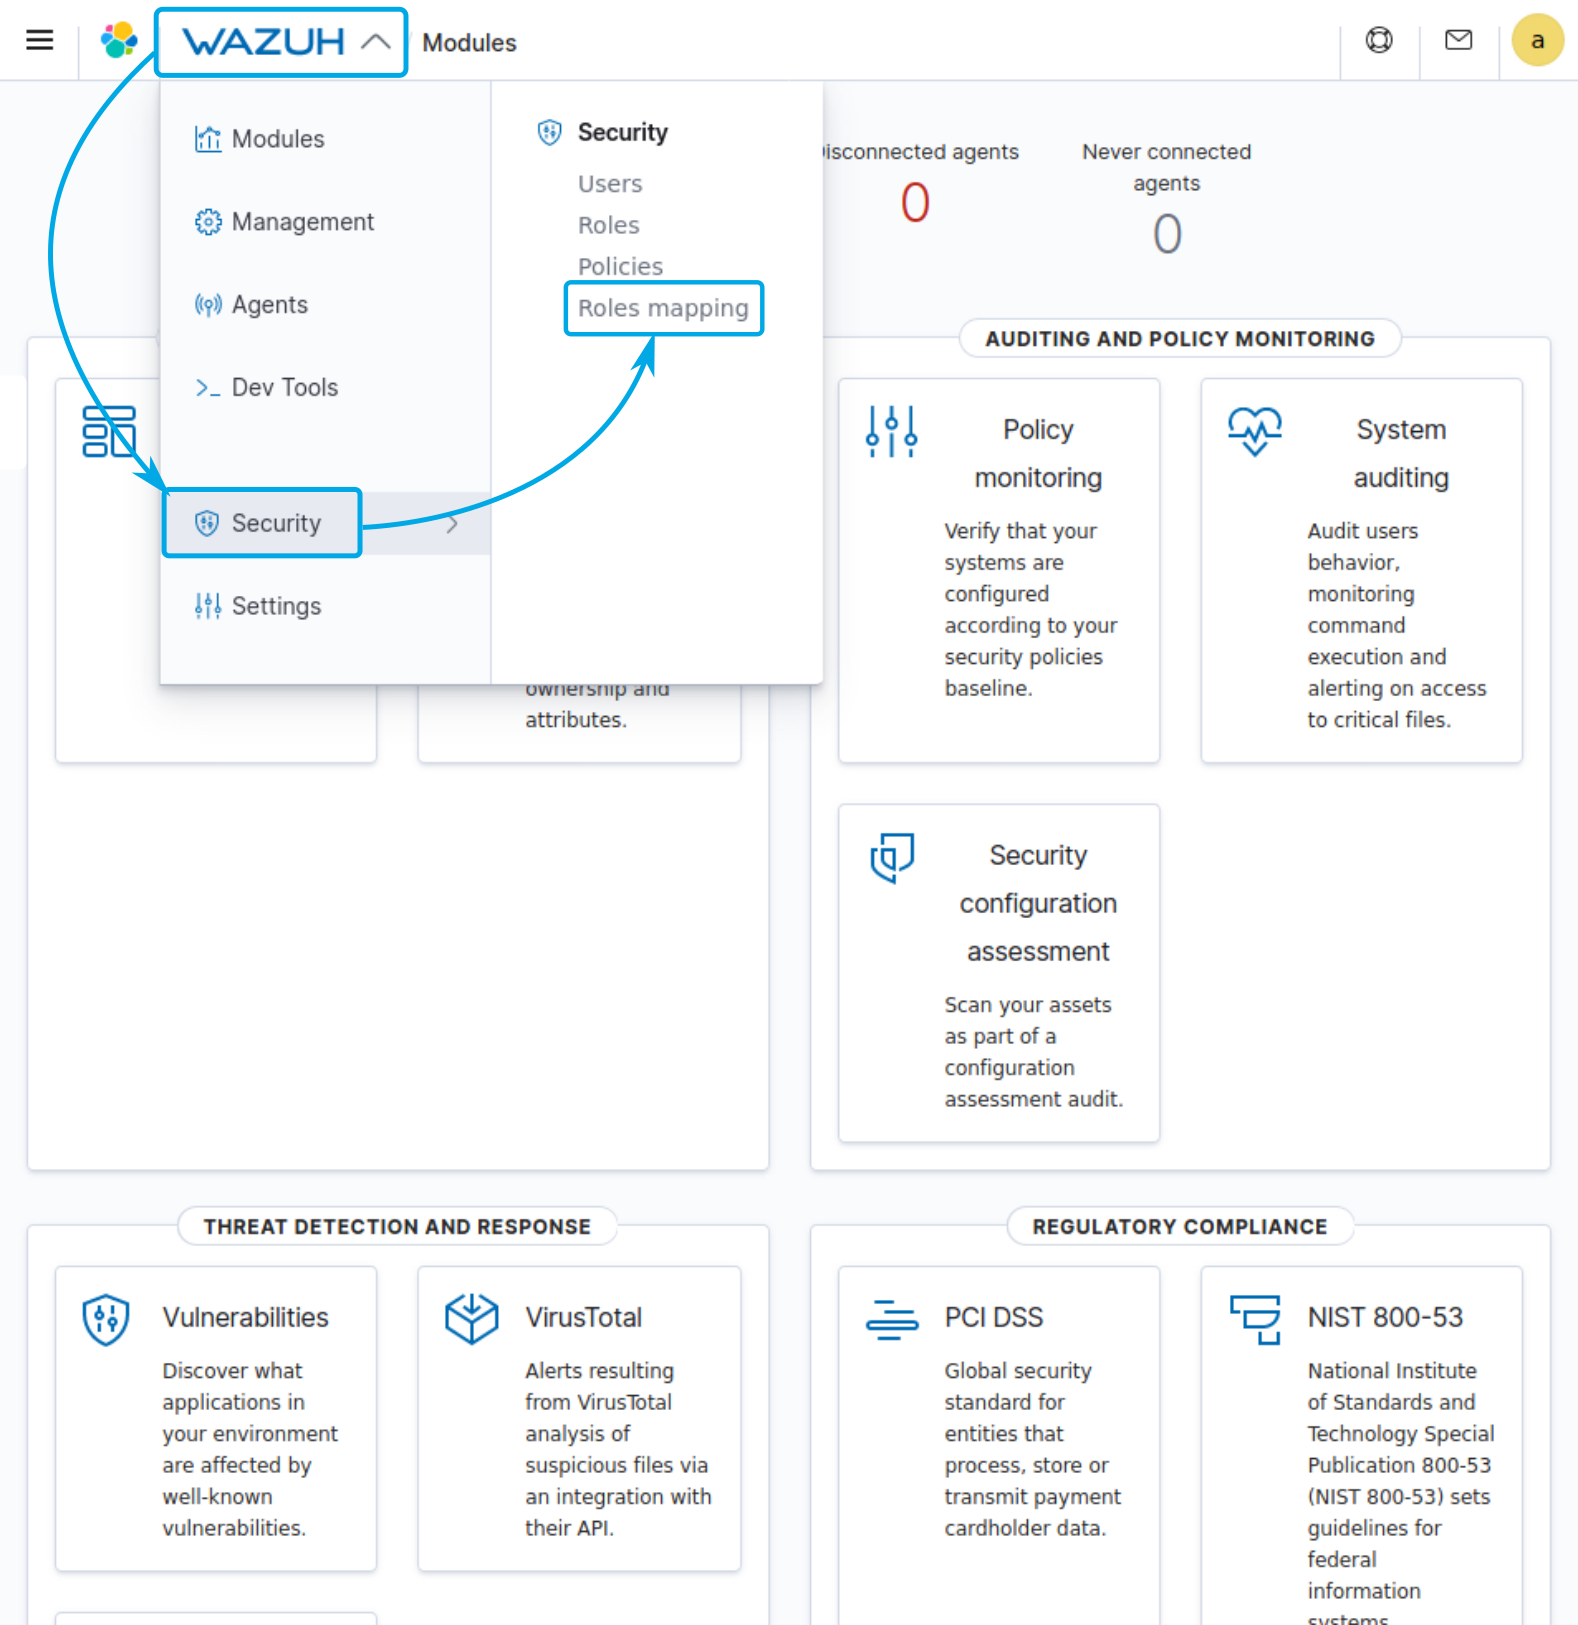 WAZUH
Modules
a
Modules
Management
Agents
>_ Dev Tools
Security
Settings
Security
Users
Roles
Policies
Roles mapping
isconnected agents
0
Never connected
agents
0
ownership and
attributes.
AUDITING AND POLICY MONITORING
Policy
monitoring
Verify that your
systems are
configured
according to your
security policies
baseline.
System
auditing
Audit users
behavior,
monitoring
command
execution and
alerting on access
to critical files.
Security
configuration
assessment
Scan your assets
as part of a
configuration
assessment audit.
THREAT DETECTION AND RESPONSE
Vulnerabilities
Discover what
applications in
your environment
are affected by
well-known
vulnerabilities.
VirusTotal
Alerts resulting
from VirusTotal
analysis of
suspicious files via
an integration with
their API.
REGULATORY COMPLIANCE
PCI DSS
Global security
standard for
entities that
process, store or
transmit payment
cardholder data.
NIST 800-53
National Institute
of Standards and
Technology Special
Publication 800-53
(NIST 800-53) sets
guidelines for
federal
information
systems